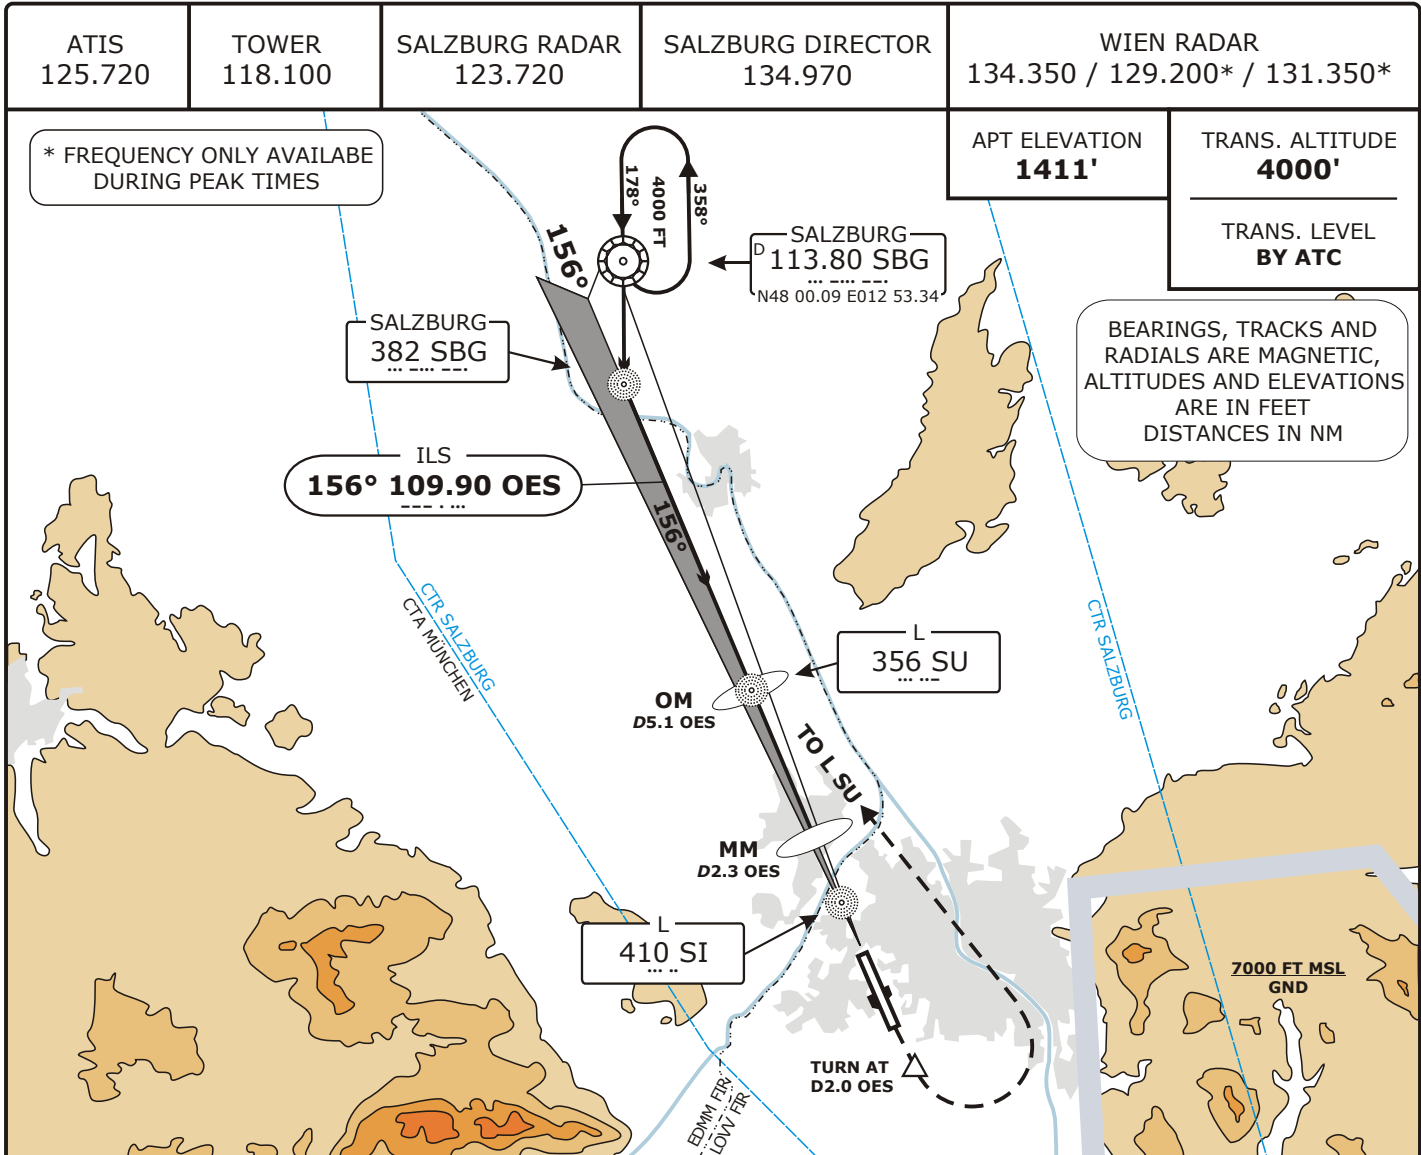 ATIS
125.720
TOWER
118.100
SALZBURG RADAR
123.720
SALZBURG DIRECTOR
134.970
WIEN RADAR
134.350 / 129.200* / 131.350*
* FREQUENCY ONLY AVAILABE
DURING PEAK TIMES
APT ELEVATION
1411'
TRANS. ALTITUDE
4000'
TRANS. LEVEL
BY ATC
178°
4000 FT
358°
156°
SALZBURG
D 113.80 SBG
N48 00.09 E012 53.34
SALZBURG
382 SBG
BEARINGS, TRACKS AND
RADIALS ARE MAGNETIC,
ALTITUDES AND ELEVATIONS
ARE IN FEET
DISTANCES IN NM
ILS
156° 109.90 OES
156°
CTR SALZBURG
CTA MÜNCHEN
CTR SALZBURG
L
356 SU
OM
D5.1 OES
TO L SU
MM
D2.3 OES
L
410 SI
7000 FT MSL
GND
TURN AT
D2.0 OES
EDMM FIR
LOVV FIR